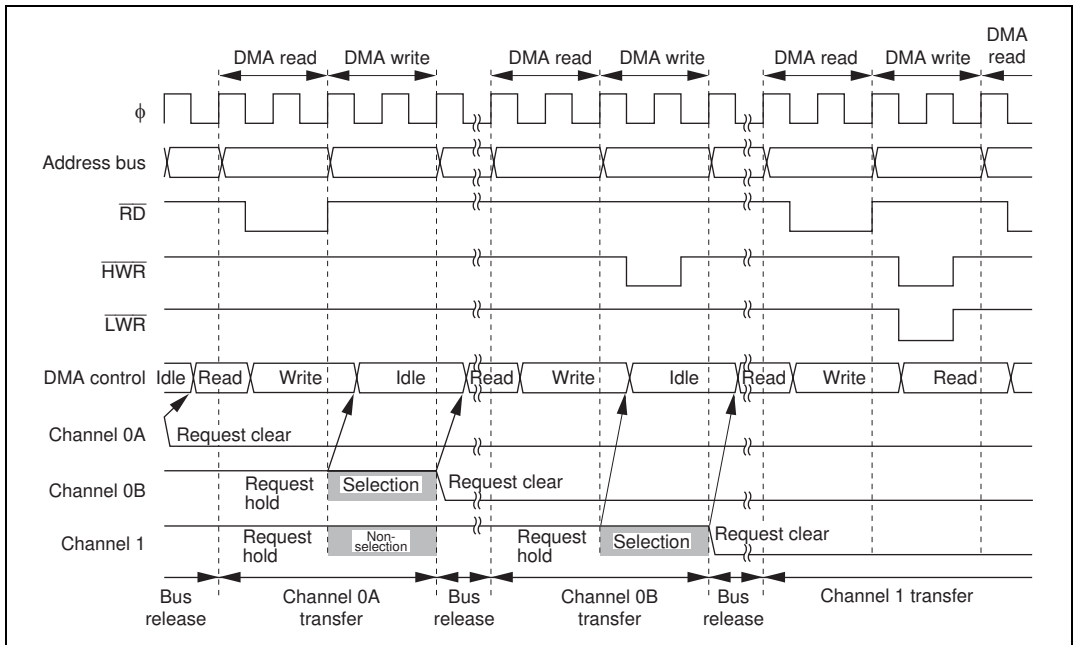 DMA read DMA write DMA read DMA write DMA read DMA write DMA
read
ϕ
Address bus
RD
HWR
LWR
DMA control Idle Read Write Idle Read Write Idle Read Write Read
Channel 0A Request clear
Channel 0B Request
hold Selection Request clear
Channel 1 Request
hold Non-
selection Request
hold Selection Request clear
Bus
release Channel 0A
transfer Bus
release Channel 0B
transfer Bus
release Channel 1 transfer